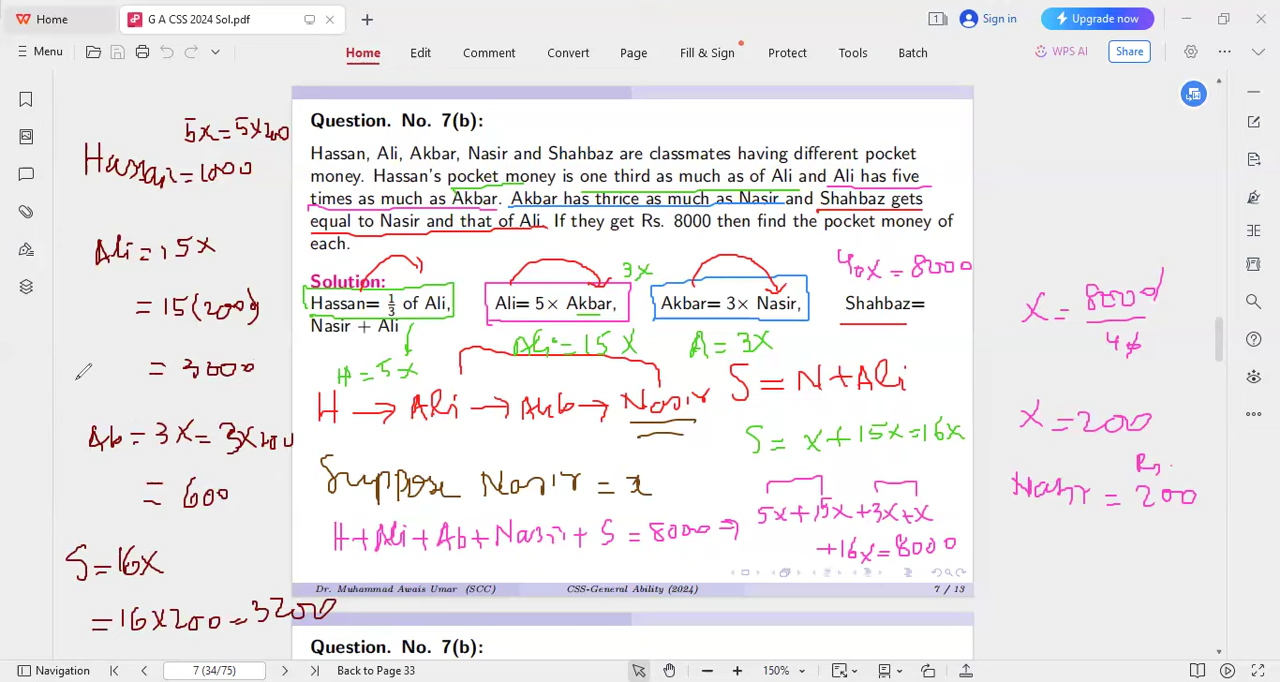 Home
G A CSS 2024 Sol.pdf
1
Sign in
Upgrade now
Menu
Home
Edit
Comment
Convert
Page
Fill & Sign
Protect
Tools
Batch
WPS AI
Share
Question. No. 7(b):
Hassan, Ali, Akbar, Nasir and Shahbaz are classmates having different pocket
money. Hassan's pocket money is one third as much as of Ali and Ali has five
times as much as Akbar. Akbar has thrice as much as Nasir and Shahbaz gets
equal to Nasir and that of Ali. If they get Rs. 8000 then find the pocket money of
each.
Solution:
Hassan= 1/3 of Ali,
Ali= 5× Akbar,
Akbar= 3× Nasir,
Shahbaz=
Nasir + Ali
3x
40x = 8000
H = 5x
Ali = 15x
A = 3x
H → Ali → Akb → Nasir
S = N + Ali
S = x + 15x = 16x
Suppose Nasir = x
H + Ali + Ab + Nasir + S = 8000 ⇒
5x + 15x + 3x + x
+ 16x = 8000
5x = 5x200
Hassan = 1000
Ali = 15x
= 15(200)
= 3000
Ab = 3x = 3x200
= 600
S = 16x
= 16x200 = 3200
x = 8000/40
x = 200
Rs.
Nasir = 200
Dr. Muhammad Awais Umar (SCC)
CSS-General Ability (2024)
7 / 13
Question. No. 7(b):
Navigation
7 (34/75)
Back to Page 33
150%